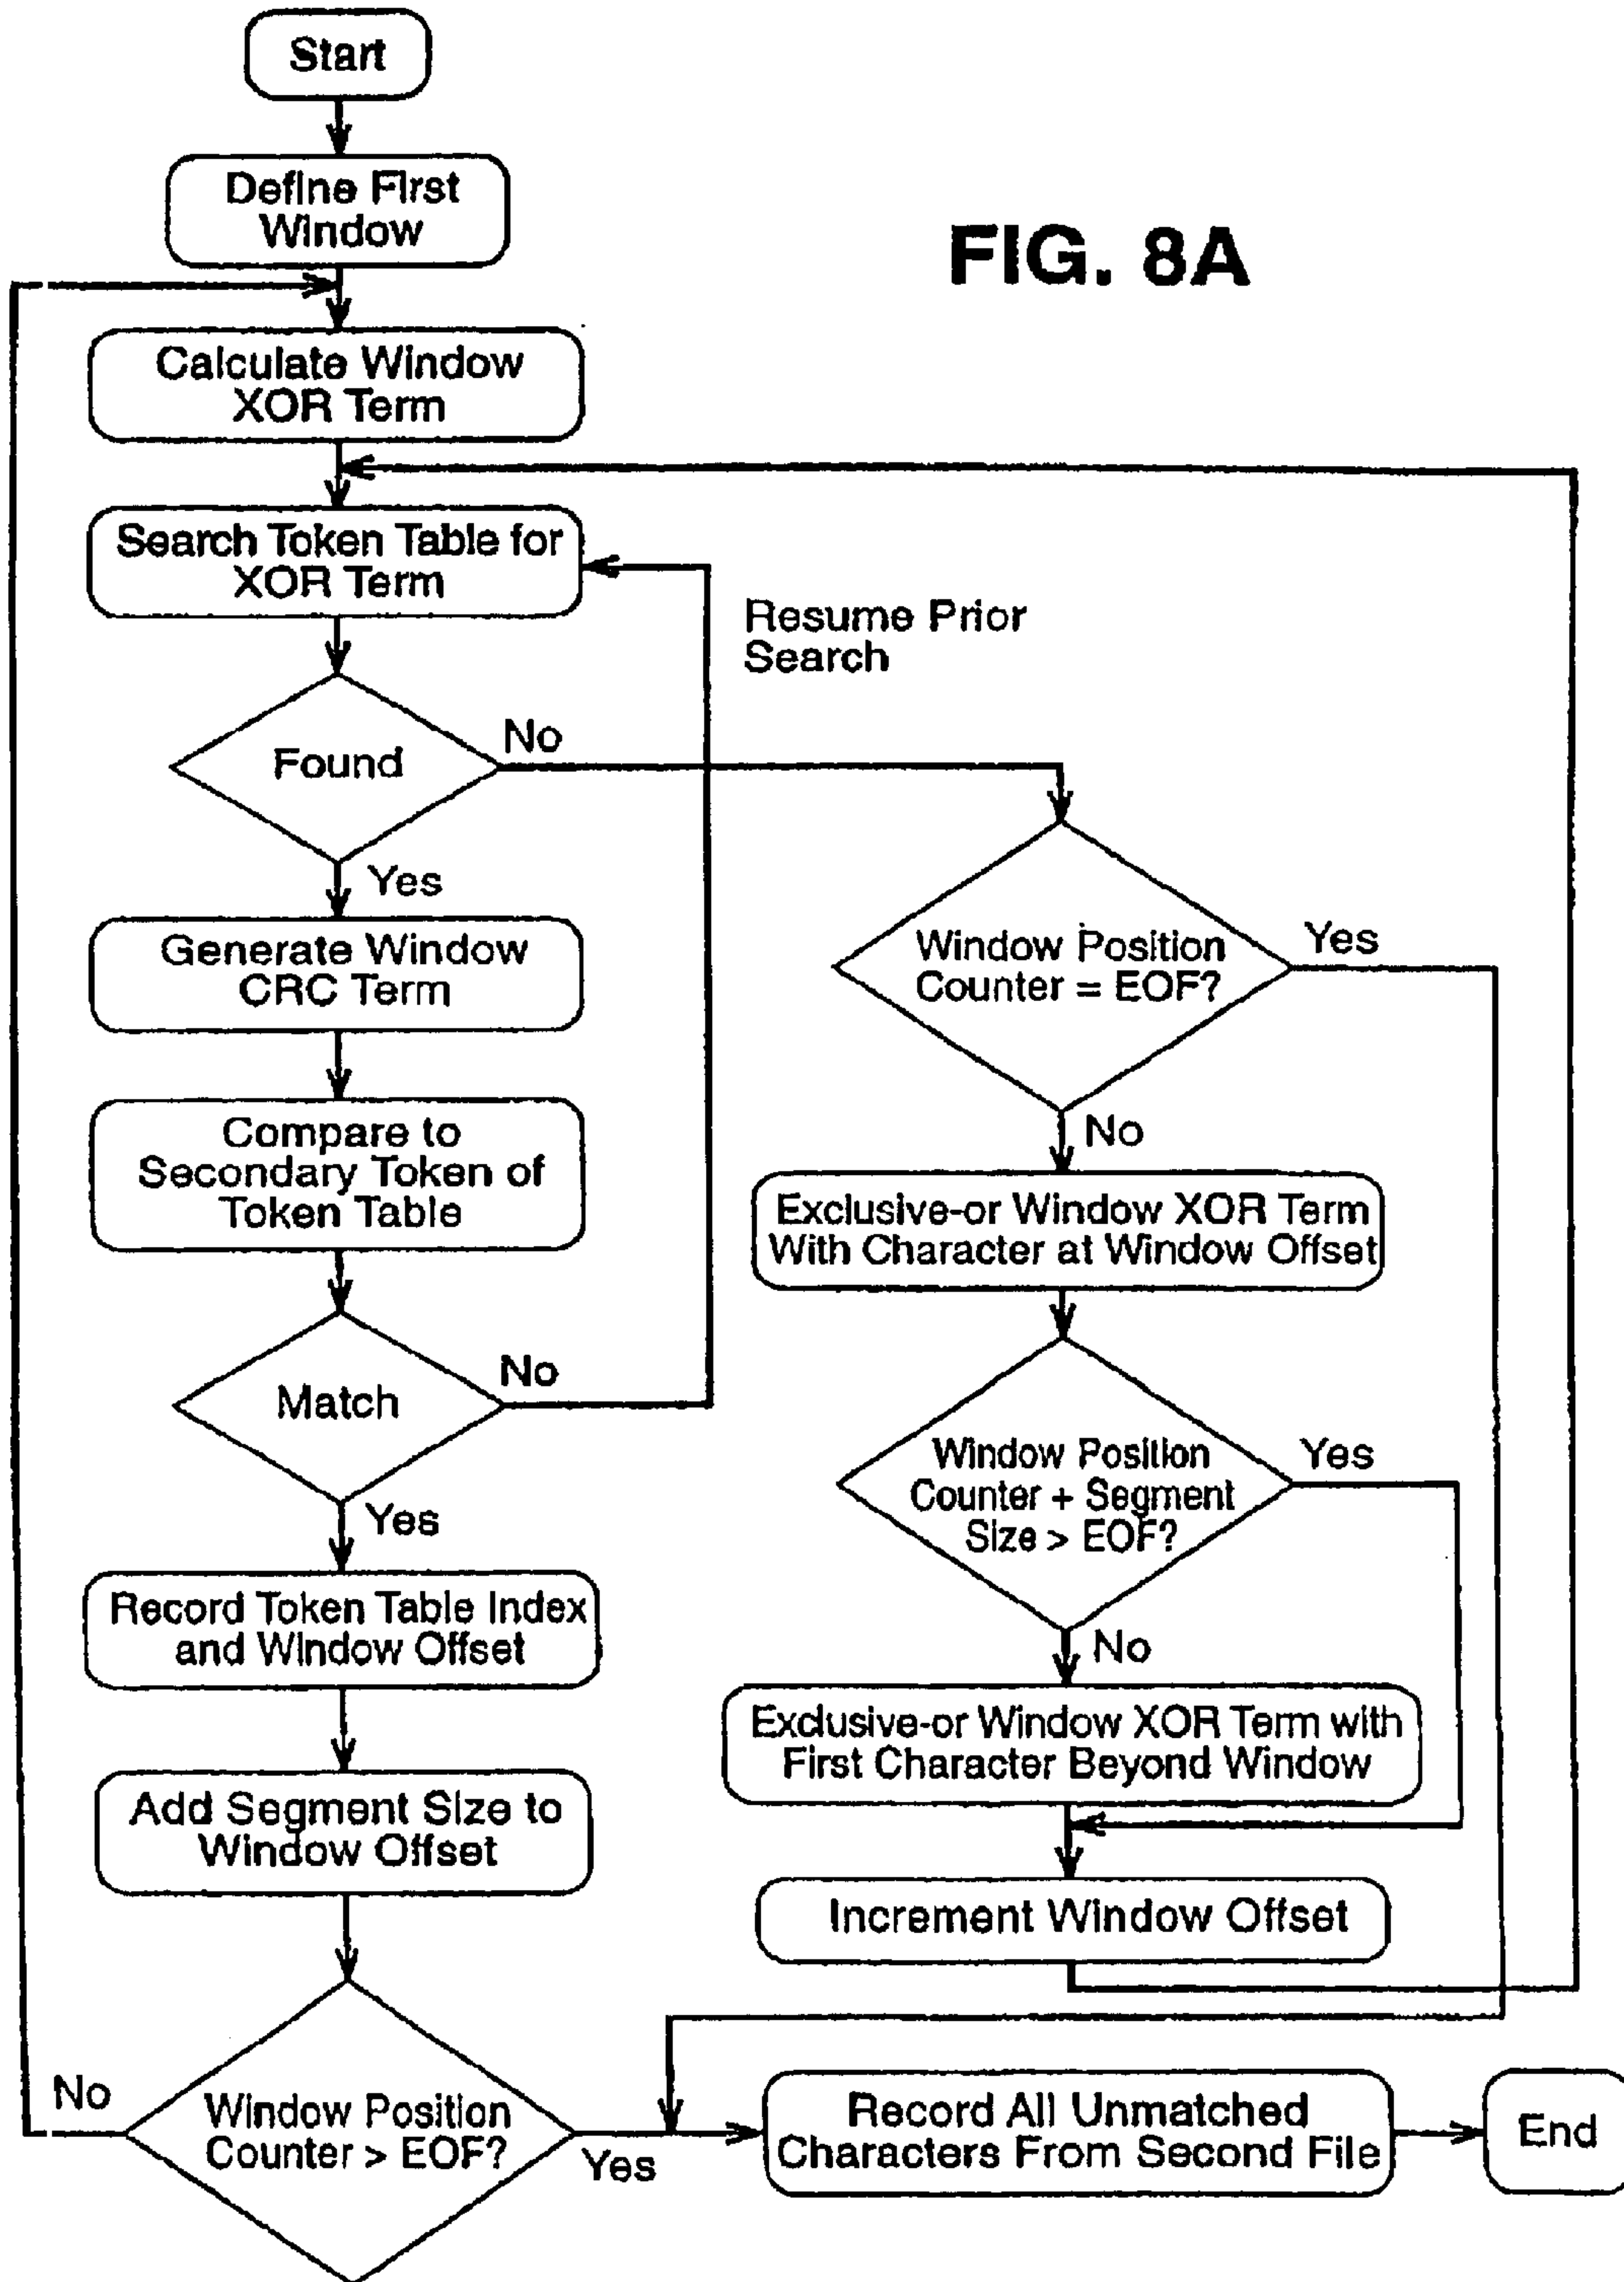 Start
Define First
Window
FIG. 8A
Calculate Window
XOR Term
Search Token Table for
XOR Term
Resume Prior
Search
Found
No
Yes
Generate Window
CRC Term
Window Position
Counter = EOF?
Yes
No
Compare to
Secondary Token of
Token Table
Exclusive-or Window XOR Term
With Character at Window Offset
Match
No
Yes
Window Position
Counter + Segment
Size > EOF?
Yes
No
Record Token Table Index
and Window Offset
Exclusive-or Window XOR Term with
First Character Beyond Window
Add Segment Size to
Window Offset
Increment Window Offset
No
Window Position
Counter > EOF?
Yes
Record All Unmatched
Characters From Second File
End